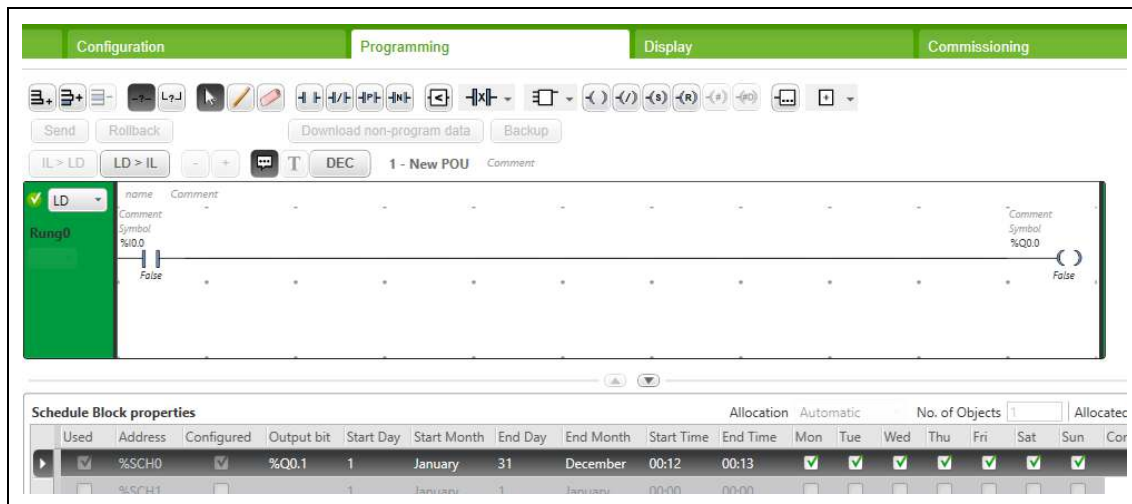 Configuration Programming Display Commissioning
Send Rollback Download non-program data Backup
IL > LD LD > IL - + T DEC 1 - New POU Comment
LD name Comment
Comment Comment
Rung0 Symbol Symbol
%I0.0 %Q0.0
False False
Schedule Block properties Allocation Automatic No. of Objects 1 Allocated
Used Address Configured Output bit Start Day Start Month End Day End Month Start Time End Time Mon Tue Wed Thu Fri Sat Sun Con
%SCH0 %Q0.1 1 January 31 December 00:12 00:13
%SCH1 1 January 1 January 00:00 00:00